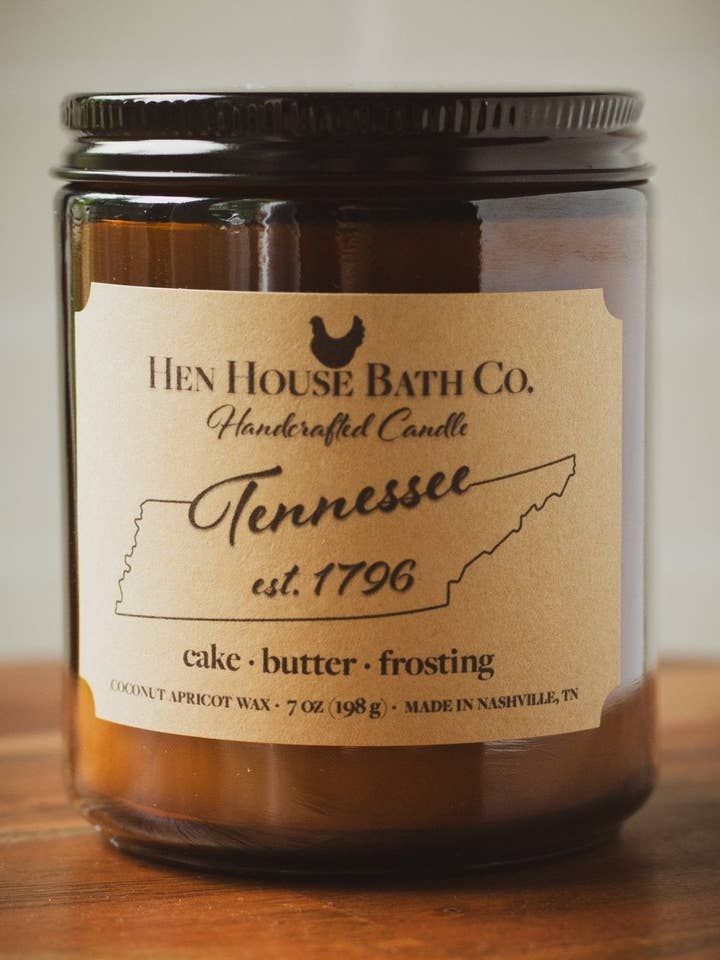 Hen House Bath Co.
Handcrafted Candle
Tennessee
est. 1796
cake · butter · frosting
COCONUT APRICOT WAX · 7 OZ (198 g) · MADE IN NASHVILLE, TN